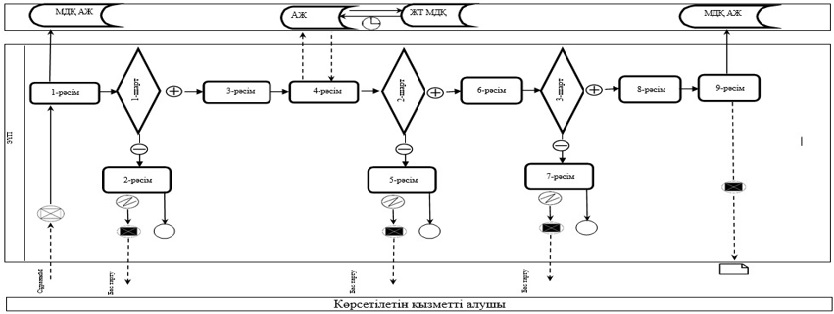 МДҚ АЖ
АЖ
ЖТ МДҚ
МДҚ АЖ
ЭҮП
1-рәсім
1-шарт
3-рәсім
4-рәсім
2-шарт
6-рәсім
3-шарт
8-рәсім
9-рәсім
2-рәсім
5-рәсім
7-рәсім
Сұраныс
Бас тарту
Бас тарту
Бас тарту
Көрсетілетін қызметті алушы